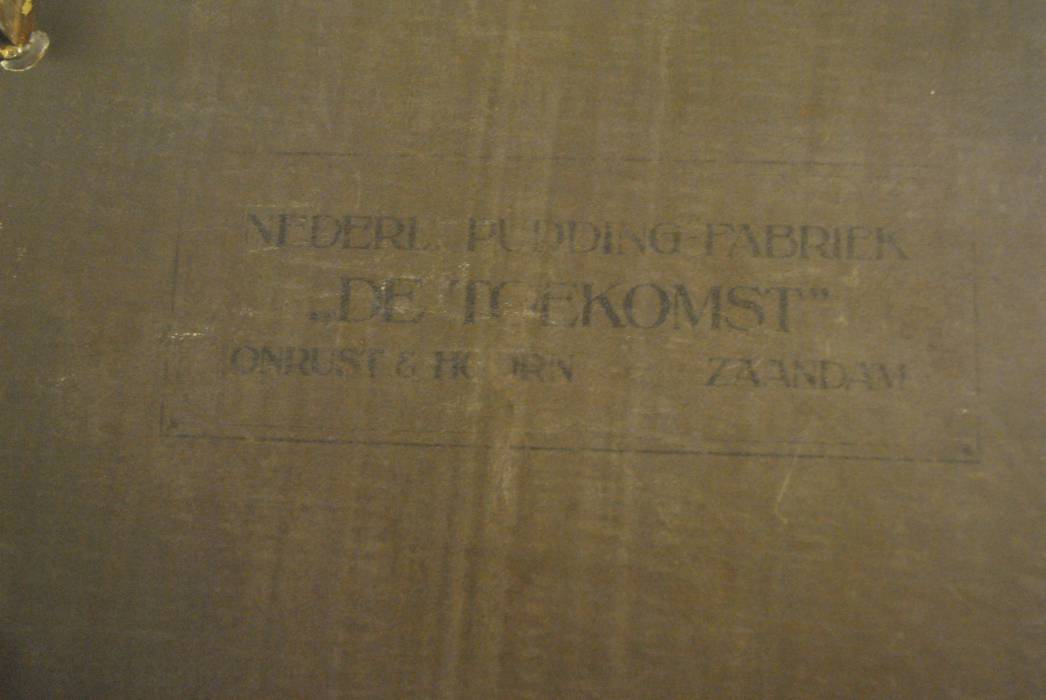 NEDERL. PUDDING-FABRIEK
„DE TOEKOMST”
ONRUST & HOORN ZAANDAM